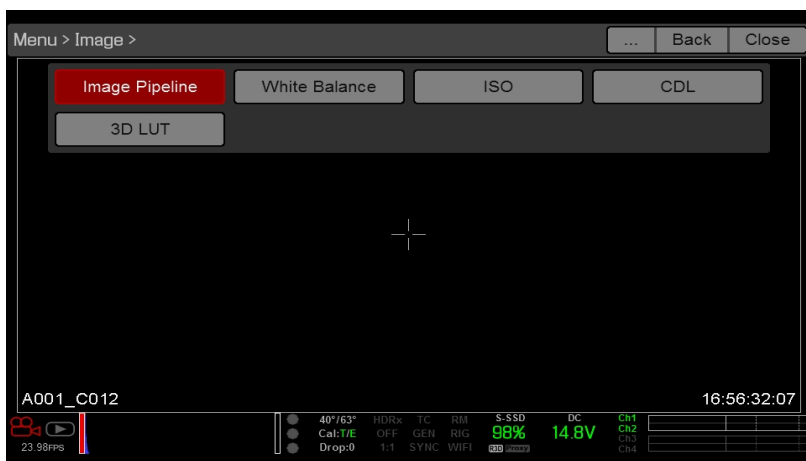 Menu > Image > ... Back Close
Image Pipeline White Balance ISO CDL
3D LUT
A001_C012 16:56:32:07
40°/63° HDRx TC RM S-SSD DC Ch1
Cal:T/E OFF GEN RIG 98% 14.8V Ch2
Ch3
23.98FPS Drop:0 1:1 SYNC WIFI R3D Proxy Ch4